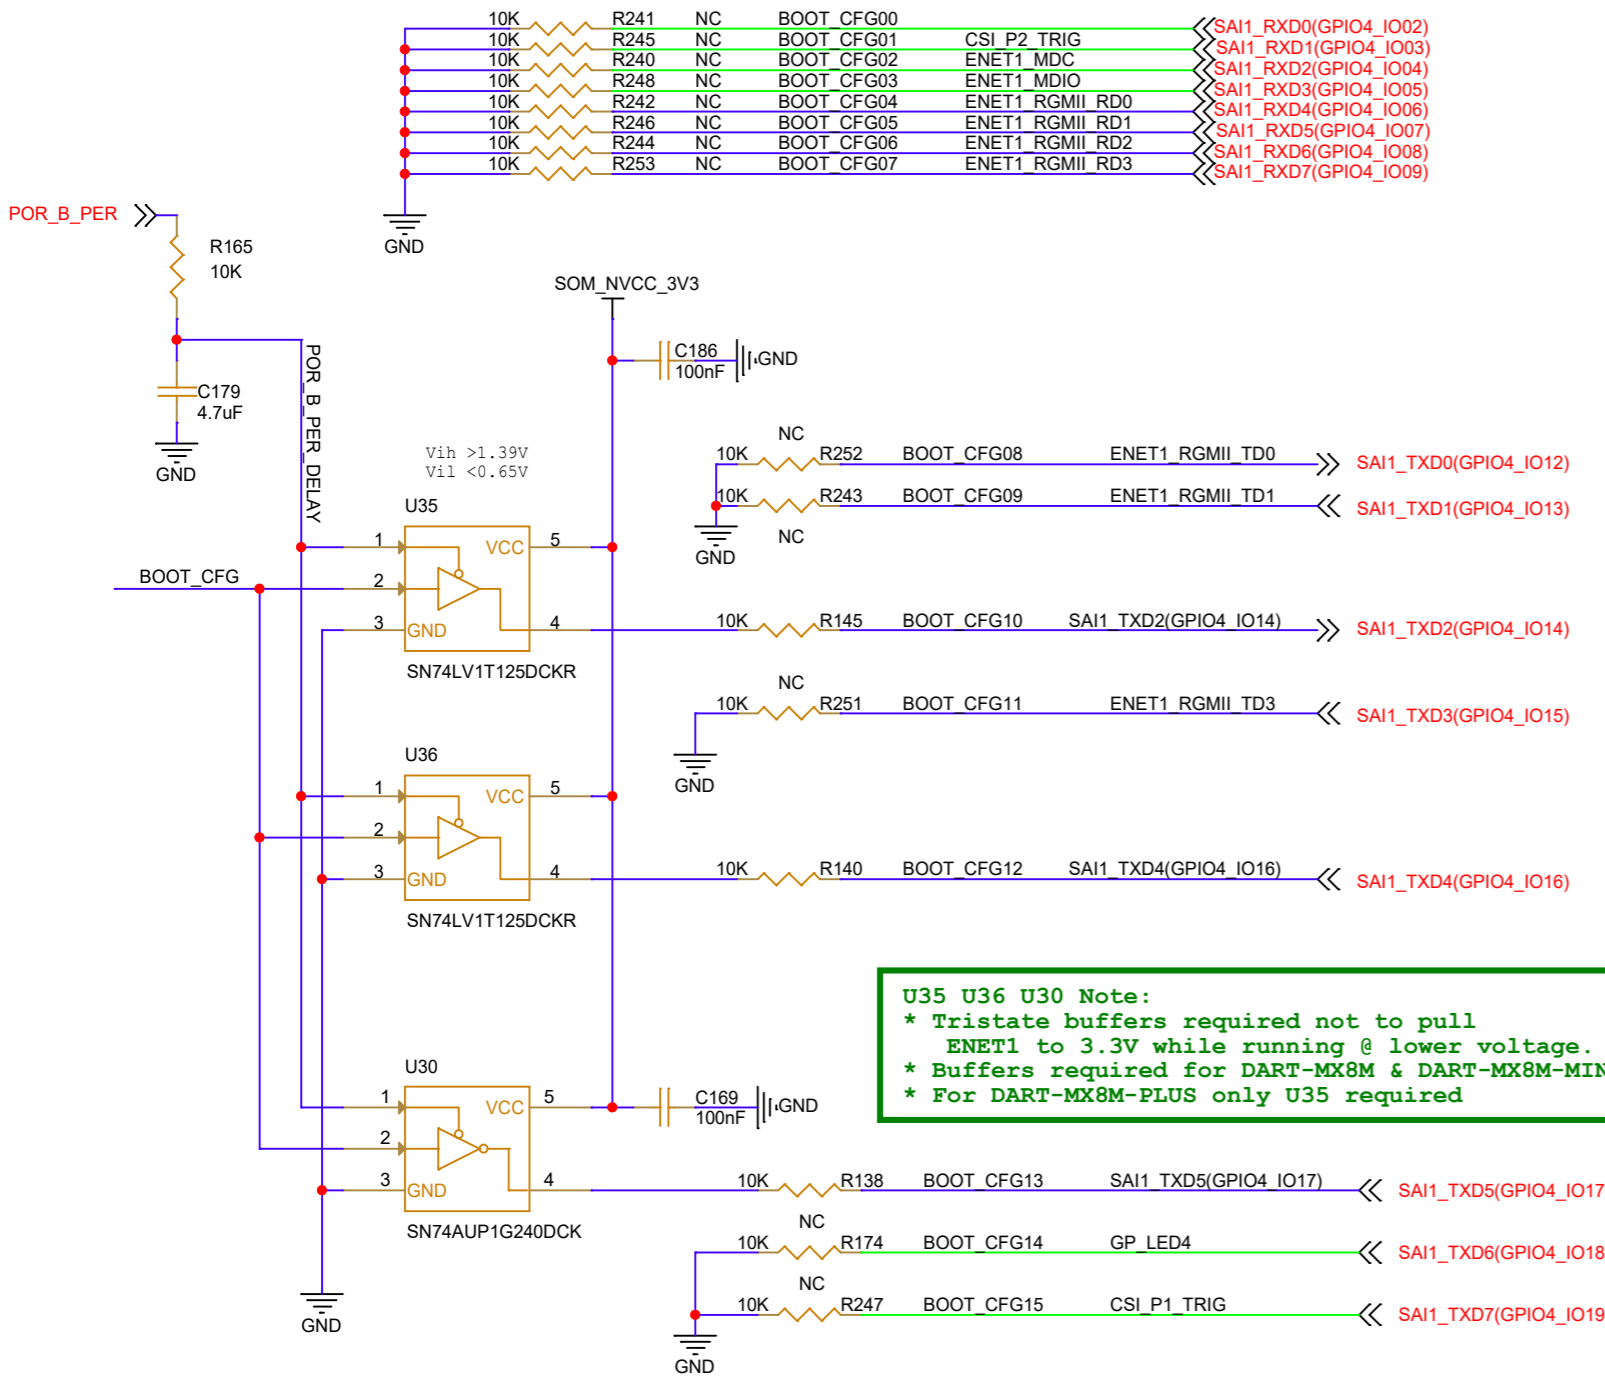 10K R241 NC BOOT_CFG00 SAI1_RXD0(GPIO4_IO02)
10K R245 NC BOOT_CFG01 CSI_P2_TRIG SAI1_RXD1(GPIO4_IO03)
10K R240 NC BOOT_CFG02 ENET1_MDC SAI1_RXD2(GPIO4_IO04)
10K R248 NC BOOT_CFG03 ENET1_MDIO SAI1_RXD3(GPIO4_IO05)
10K R242 NC BOOT_CFG04 ENET1_RGMII_RD0 SAI1_RXD4(GPIO4_IO06)
10K R246 NC BOOT_CFG05 ENET1_RGMII_RD1 SAI1_RXD5(GPIO4_IO07)
10K R244 NC BOOT_CFG06 ENET1_RGMII_RD2 SAI1_RXD6(GPIO4_IO08)
10K R253 NC BOOT_CFG07 ENET1_RGMII_RD3 SAI1_RXD7(GPIO4_IO09)
GND
POR_B_PER
R165
10K
C179
4.7uF
GND
POR_B_PER_DELAY
SOM_NVCC_3V3
C186
100nF
GND
Vih >1.39V
Vil <0.65V
NC
10K R252 BOOT_CFG08 ENET1_RGMII_TD0 SAI1_TXD0(GPIO4_IO12)
10K R243 BOOT_CFG09 ENET1_RGMII_TD1 SAI1_TXD1(GPIO4_IO13)
NC
GND
U35
1 VCC 5
BOOT_CFG 2
3 GND 4
SN74LV1T125DCKR
10K R145 BOOT_CFG10 SAI1_TXD2(GPIO4_IO14) SAI1_TXD2(GPIO4_IO14)
NC
10K R251 BOOT_CFG11 ENET1_RGMII_TD3 SAI1_TXD3(GPIO4_IO15)
GND
U36
1 VCC 5
2
3 GND 4
SN74LV1T125DCKR
10K R140 BOOT_CFG12 SAI1_TXD4(GPIO4_IO16) SAI1_TXD4(GPIO4_IO16)
U35 U36 U30 Note:
* Tristate buffers required not to pull
ENET1 to 3.3V while running @ lower voltage.
* Buffers required for DART-MX8M & DART-MX8M-MIN
* For DART-MX8M-PLUS only U35 required
U30
1 VCC 5
2
3 GND 4
SN74AUP1G240DCK
C169
100nF
GND
10K R138 BOOT_CFG13 SAI1_TXD5(GPIO4_IO17) SAI1_TXD5(GPIO4_IO17
NC
10K R174 BOOT_CFG14 GP_LED4 SAI1_TXD6(GPIO4_IO18
NC
10K R247 BOOT_CFG15 CSI_P1_TRIG SAI1_TXD7(GPIO4_IO19
GND
GND